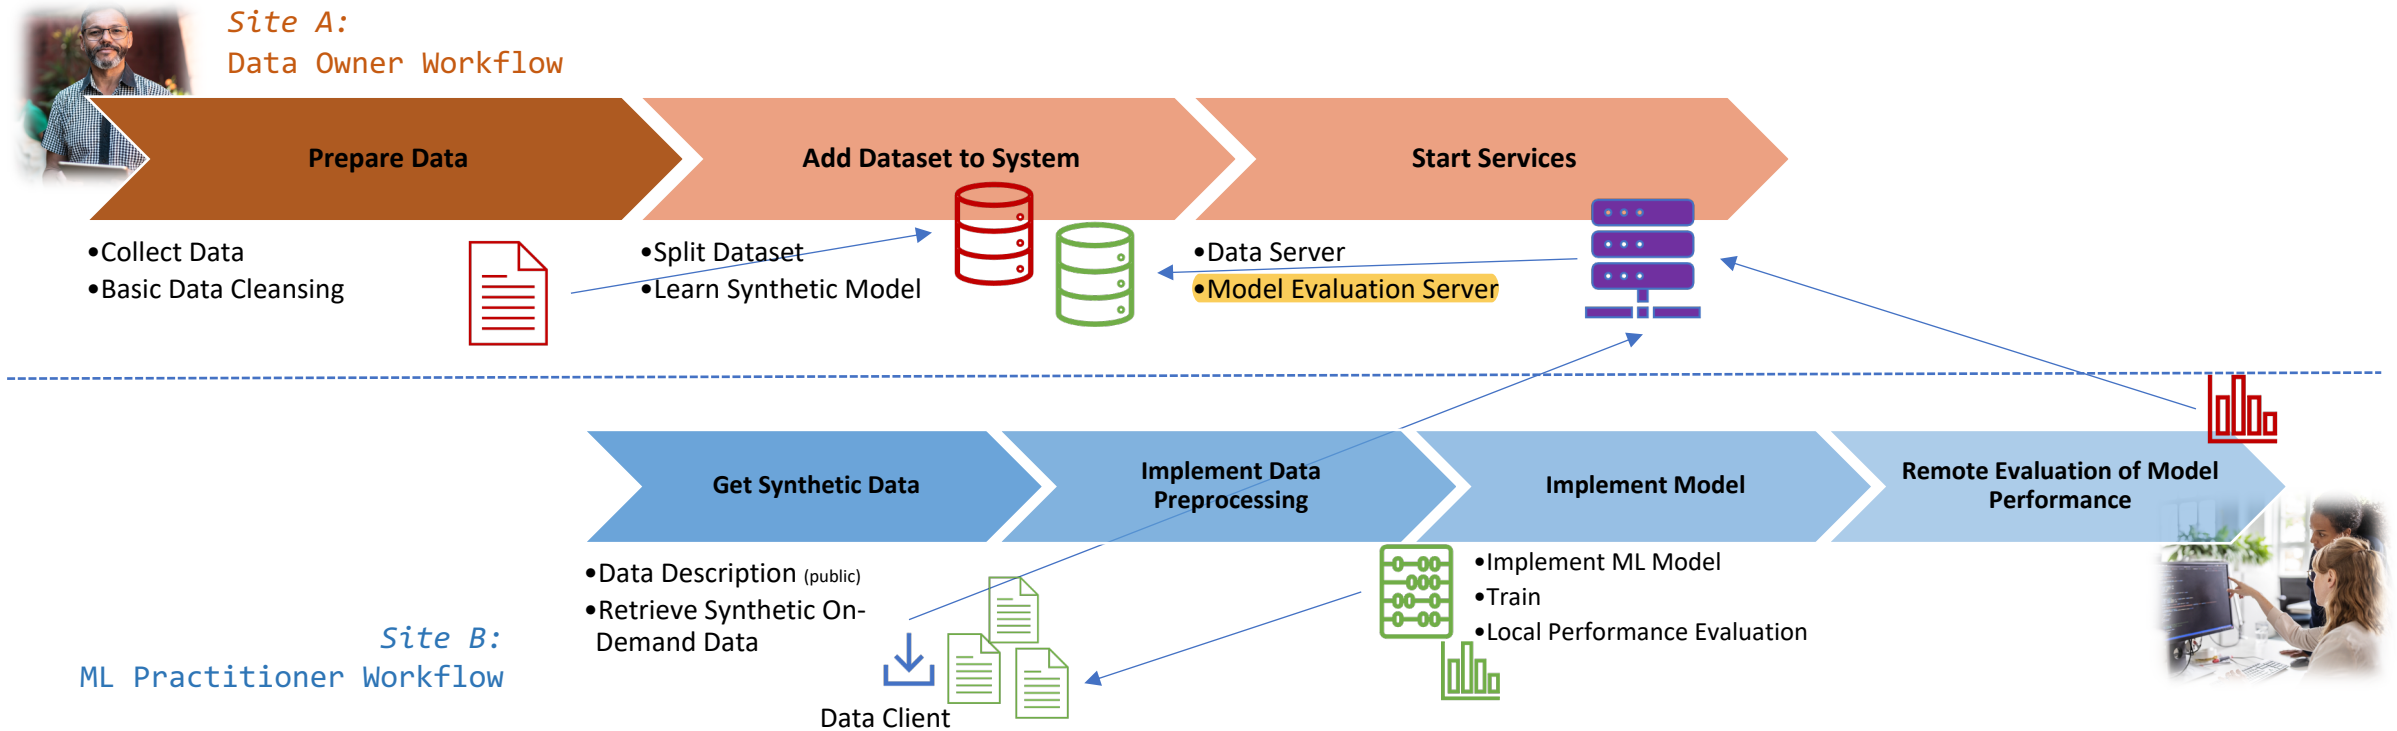 Site A:
Data Owner Workflow
Prepare Data
Add Dataset to System
Start Services
•Collect Data
•Basic Data Cleansing
•Split Dataset
•Learn Synthetic Model
•Data Server
•Model Evaluation Server
Get Synthetic Data
Implement Data
Preprocessing
Implement Model
Remote Evaluation of Model
Performance
•Data Description (public)
•Retrieve Synthetic On-
Demand Data
•Implement ML Model
•Train
•Local Performance Evaluation
Site B:
ML Practitioner Workflow
Data Client